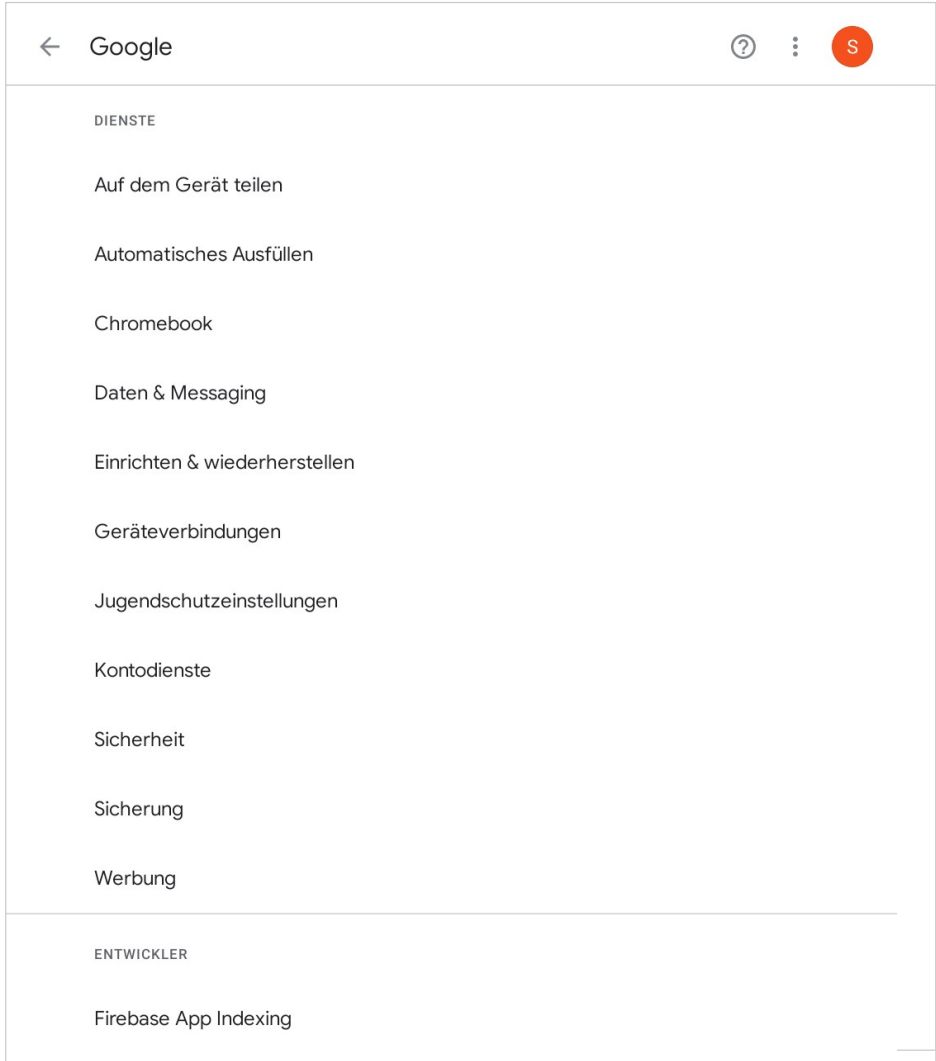 Google
S
DIENSTE
Auf dem Gerät teilen
Automatisches Ausfüllen
Chromebook
Daten & Messaging
Einrichten & wiederherstellen
Geräteverbindungen
Jugendschutzeinstellungen
Kontodienste
Sicherheit
Sicherung
Werbung
ENTWICKLER
Firebase App Indexing